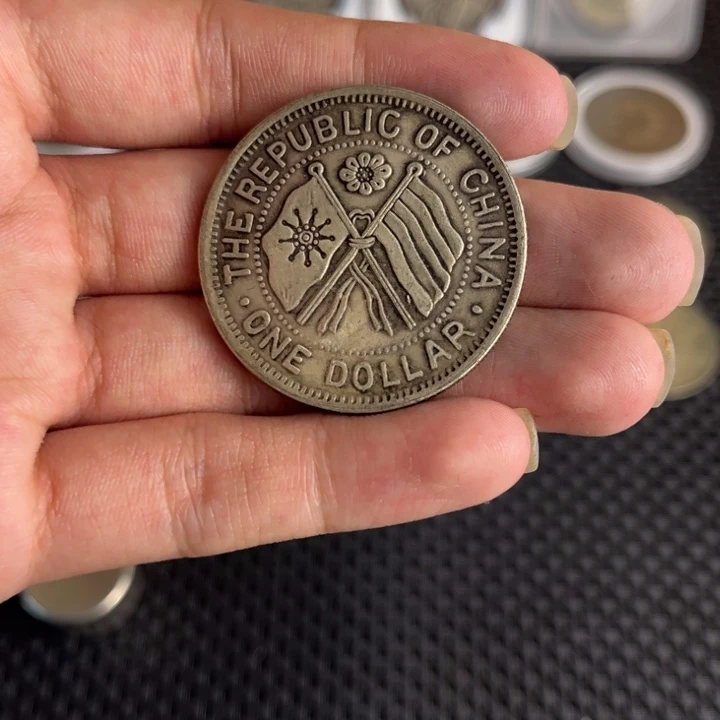 THE REPUBLIC OF CHINA
· ONE DOLLAR ·